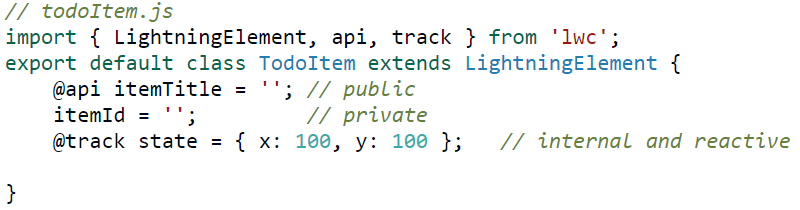 // todoItem.js
import { LightningElement, api, track } from 'lwc';
export default class TodoItem extends LightningElement {
    @api itemTitle = ''; // public
    itemId = '';         // private
    @track state = { x: 100, y: 100 };   // internal and reactive
}